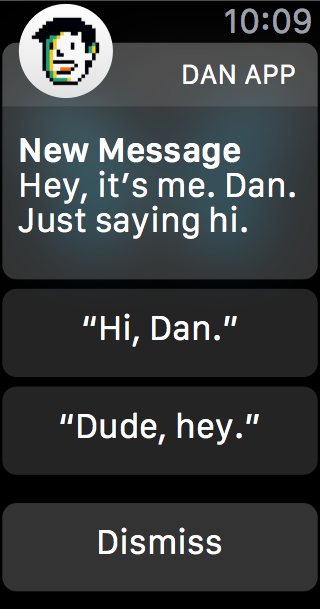 10:09
DAN APP
New Message
Hey, it’s me. Dan.
Just saying hi.
“Hi, Dan.”
“Dude, hey.”
Dismiss